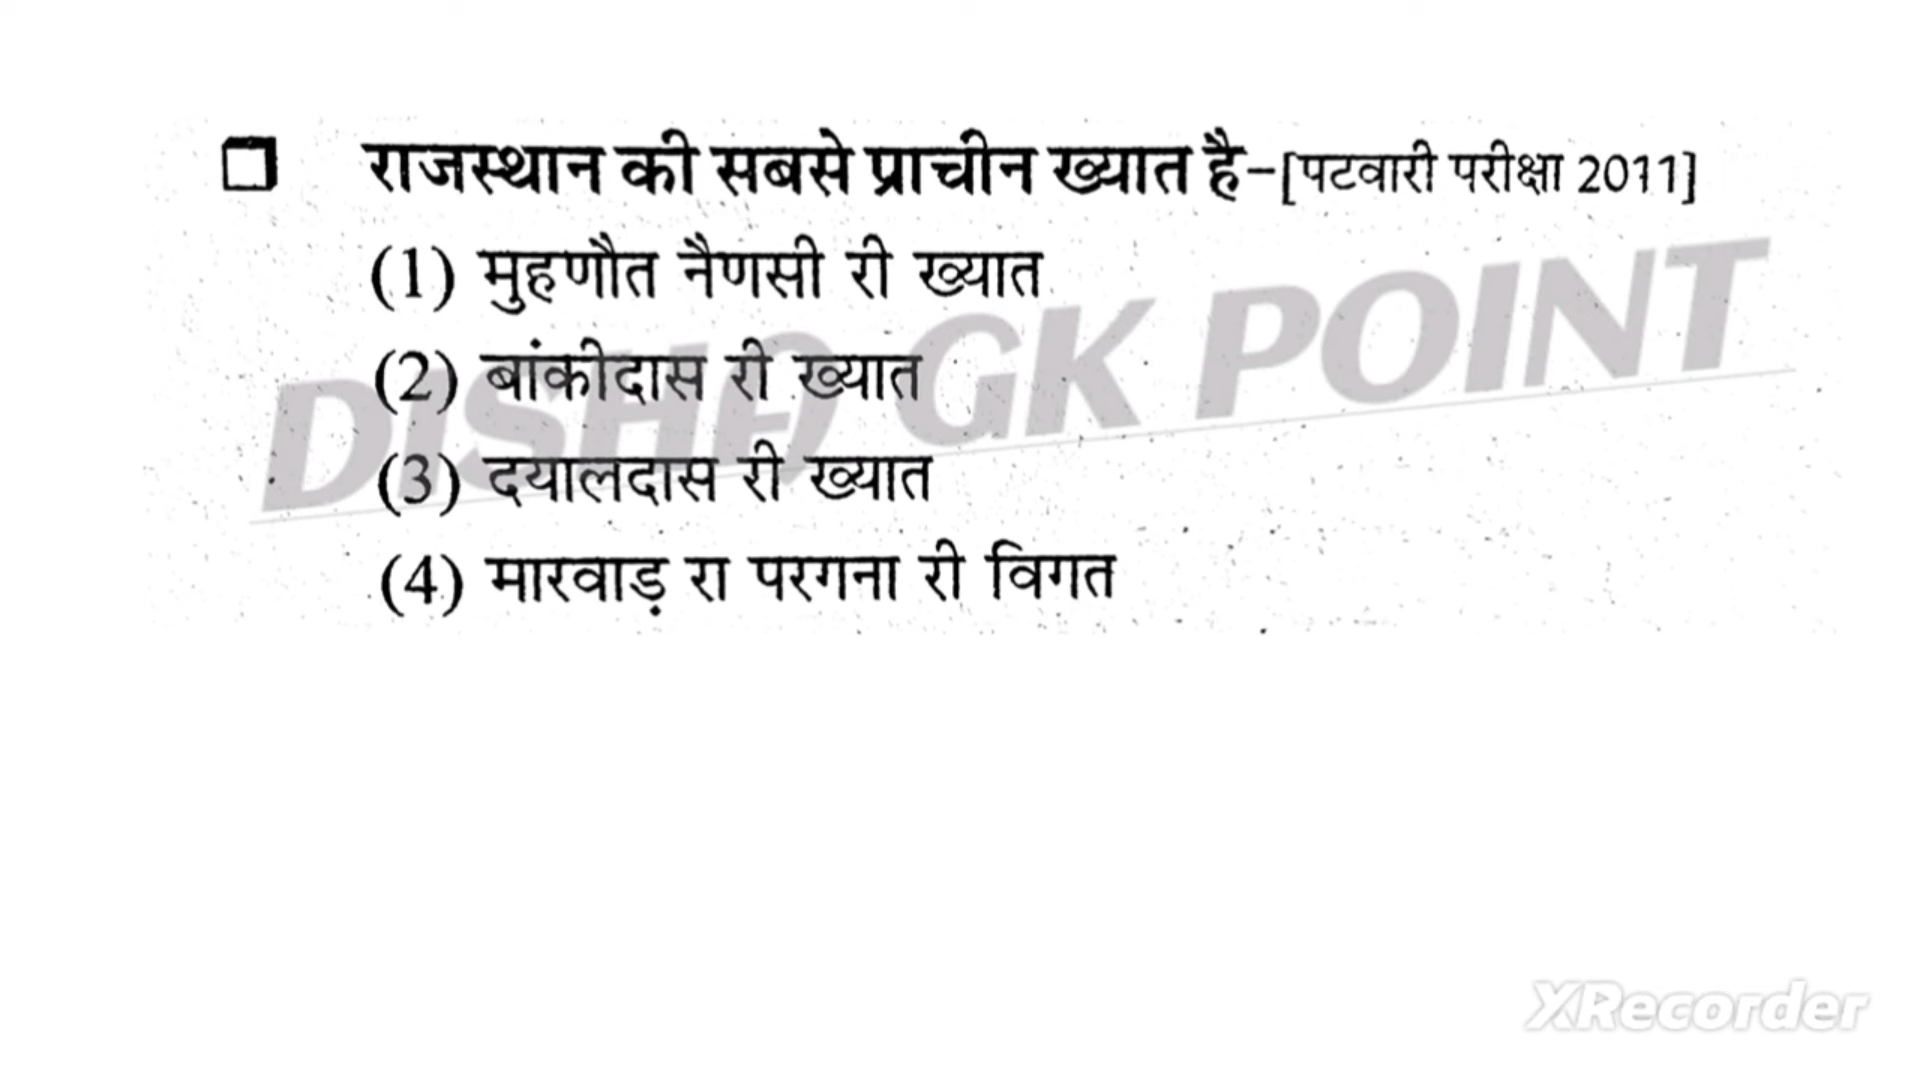 राजस्थान की सबसे प्राचीन ख्यात है-[पटवारी परीक्षा 2011]
(1) मुहणौत नैणसी री ख्यात
(2) बांकीदास री ख्यात
(3) दयालदास री ख्यात
(4) मारवाड़ रा परगना री विगत
DISHA GK POINT
XRecorder